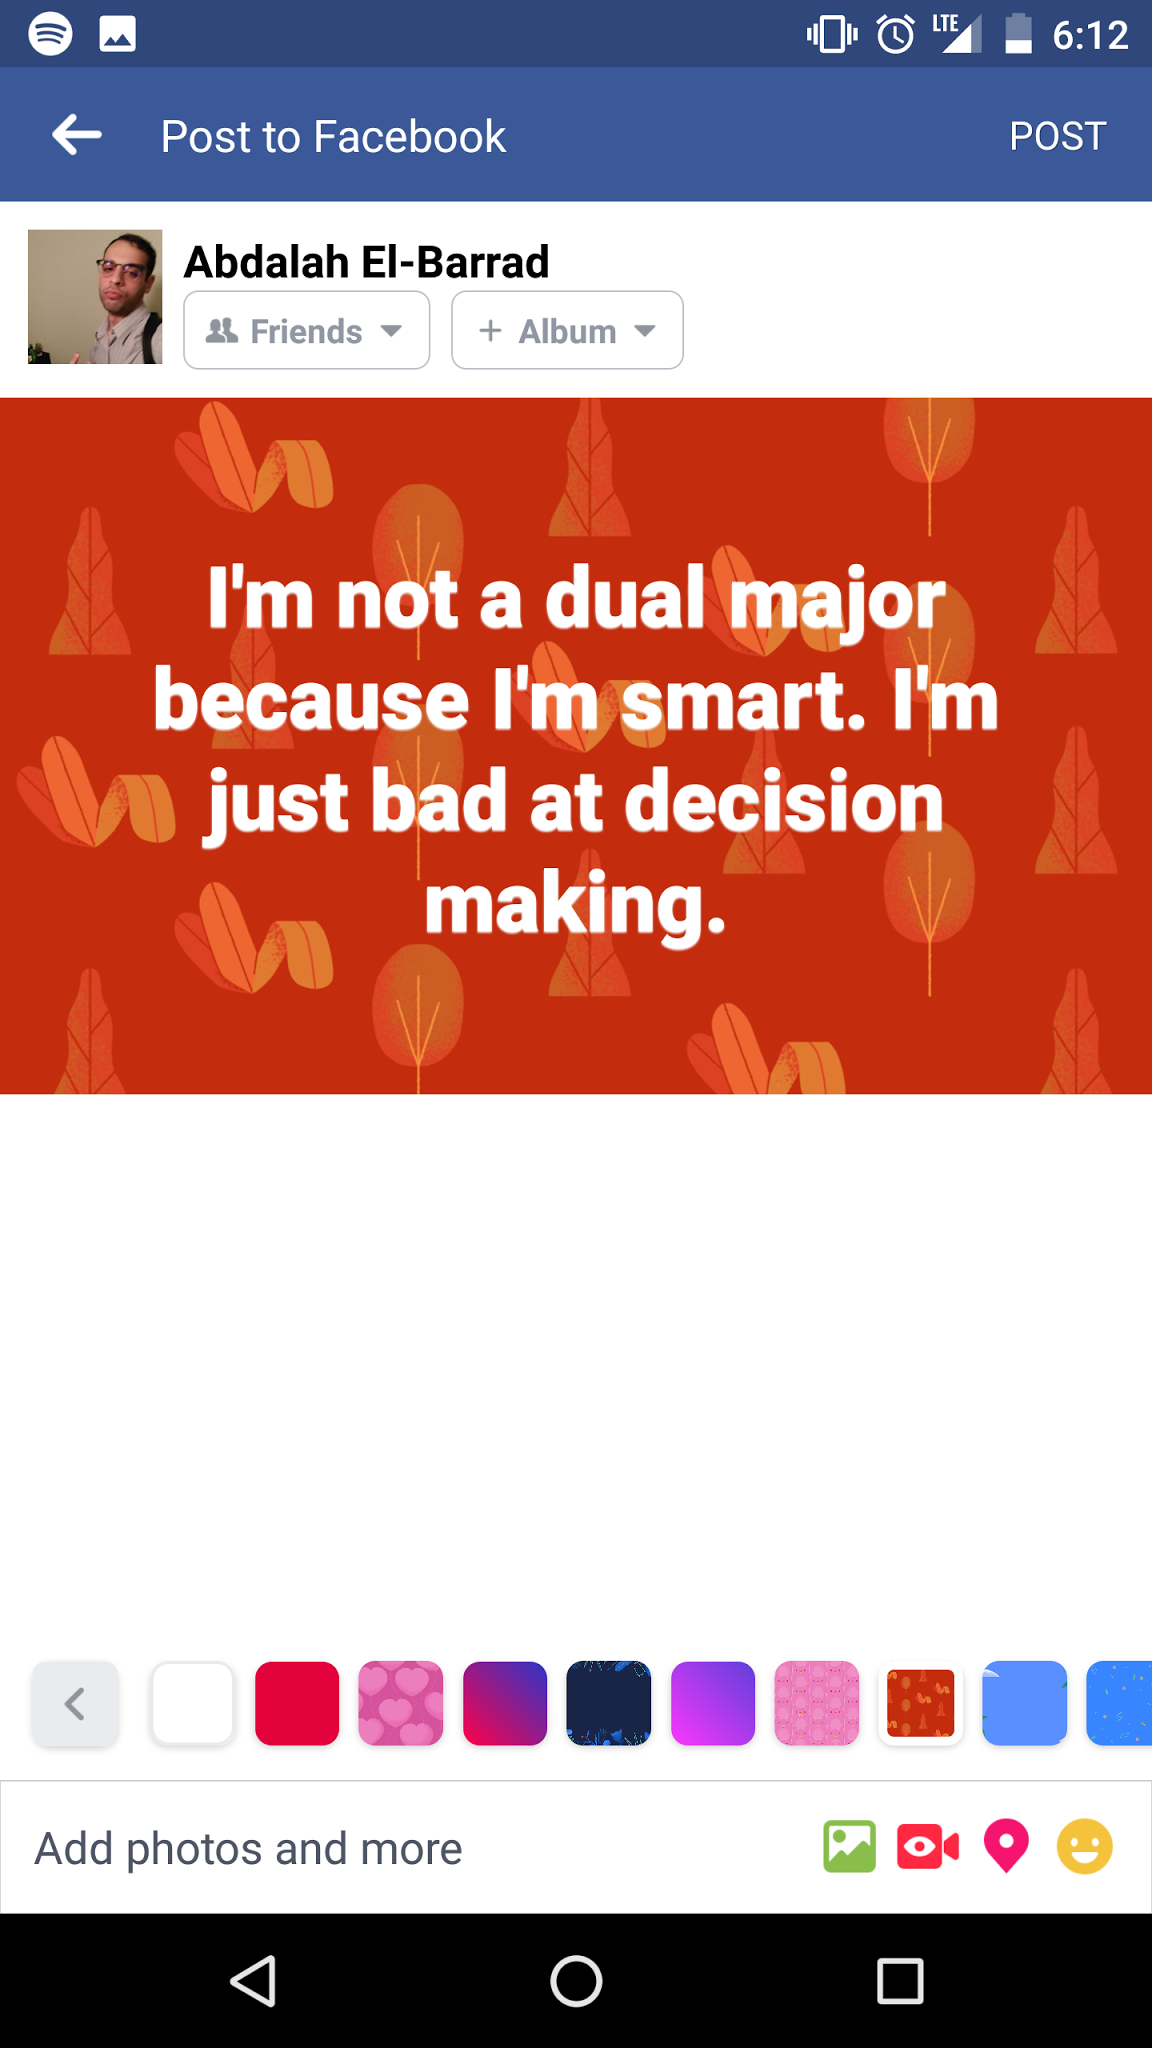 LTE 6:12
Post to Facebook POST
Abdalah El-Barrad
Friends + Album
I'm not a dual major
because I'm smart. I'm
just bad at decision
making.
Add photos and more